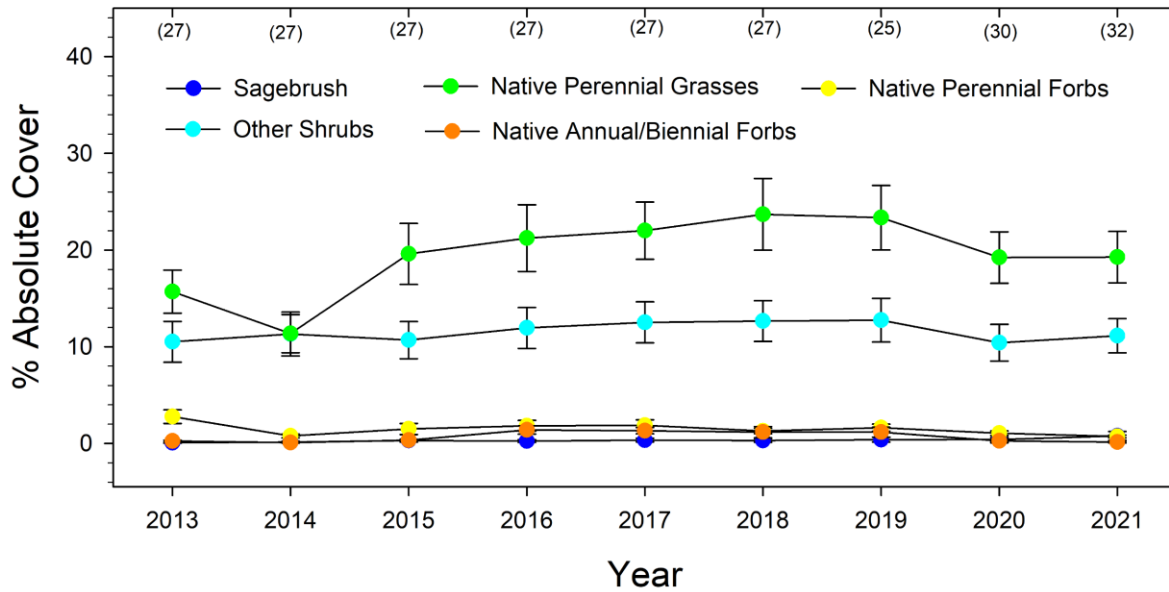 (27) (27) (27) (27) (27) (27) (25) (30) (32)
40
Sagebrush Native Perennial Grasses Native Perennial Forbs
Other Shrubs Native Annual/Biennial Forbs
30
20
10
0
% Absolute Cover
2013 2014 2015 2016 2017 2018 2019 2020 2021
Year